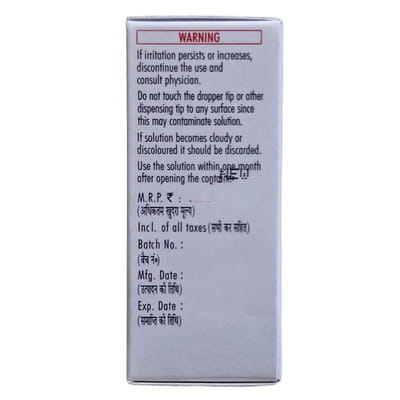 WARNING
If irritation persists or increases,
discontinue the use and
consult physician.
Do not touch the dropper tip or other
dispensing tip to any surface since
this may contaminate solution.
If solution becomes cloudy or
discoloured it should be discarded.
Use the solution within one month
after opening the NEW
M.R.P. ₹ :
(अधिकतम खुदरा मूल्य)
Incl. of all taxes (सभी कर सहित)
Batch No. :
(बैच नं॰)
Mfg. Date :
(उत्पादन की तिथि)
Exp. Date :
(समाप्ति की तिथि)